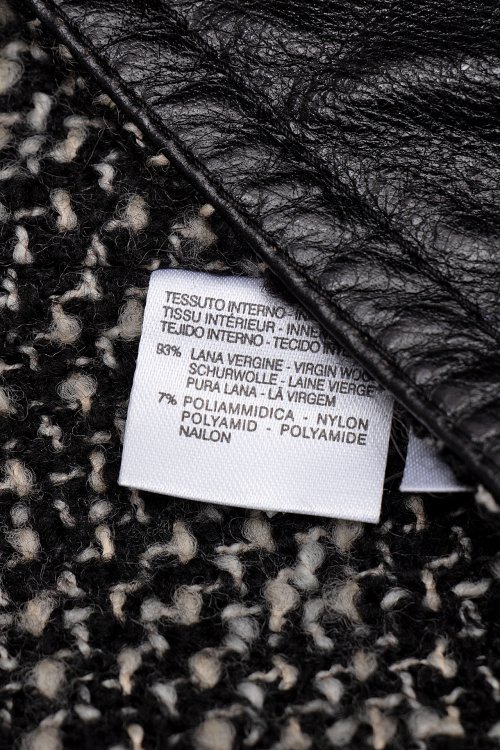 TESSUTO INTERNO -
TISSU INTÉRIEUR -
TEJIDO INTERNO - TECIDO
93% LANA VERGINE - VIRGIN
SCHURWOLLE - LAINE VIERGE
PURA LANA - LÃ VIRGEM
7% POLIAMMIDICA - NYLON
POLYAMID - POLYAMIDE
NAILON